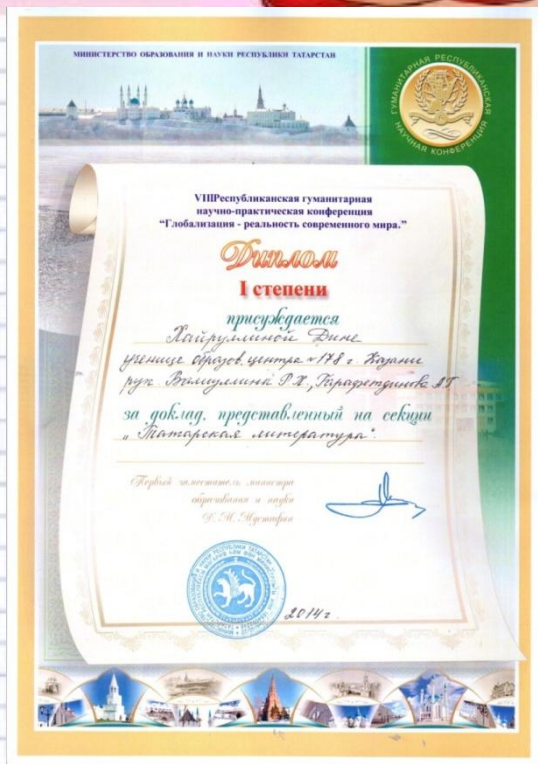 МИНИСТЕРСТВО ОБРАЗОВАНИЯ И НАУКИ РЕСПУБЛИКИ ТАТАРСТАН
ГУМАНИТАРНАЯ РЕСПУБЛИКАНСКАЯ
НАУЧНАЯ КОНФЕРЕНЦИЯ
VIIIРеспубликанская гуманитарная
научно-практическая конференция
“Глобализация - реальность современного мира.”
Диплом
I степени
присуждается
Хайруллиной Дине
ученице образов. центра №178 г. Казани
рук.
за доклад, представленный на секции
„Татарская литература".
Первый заместитель министра
образования и науки
Д. М. Мустафин
2014г.